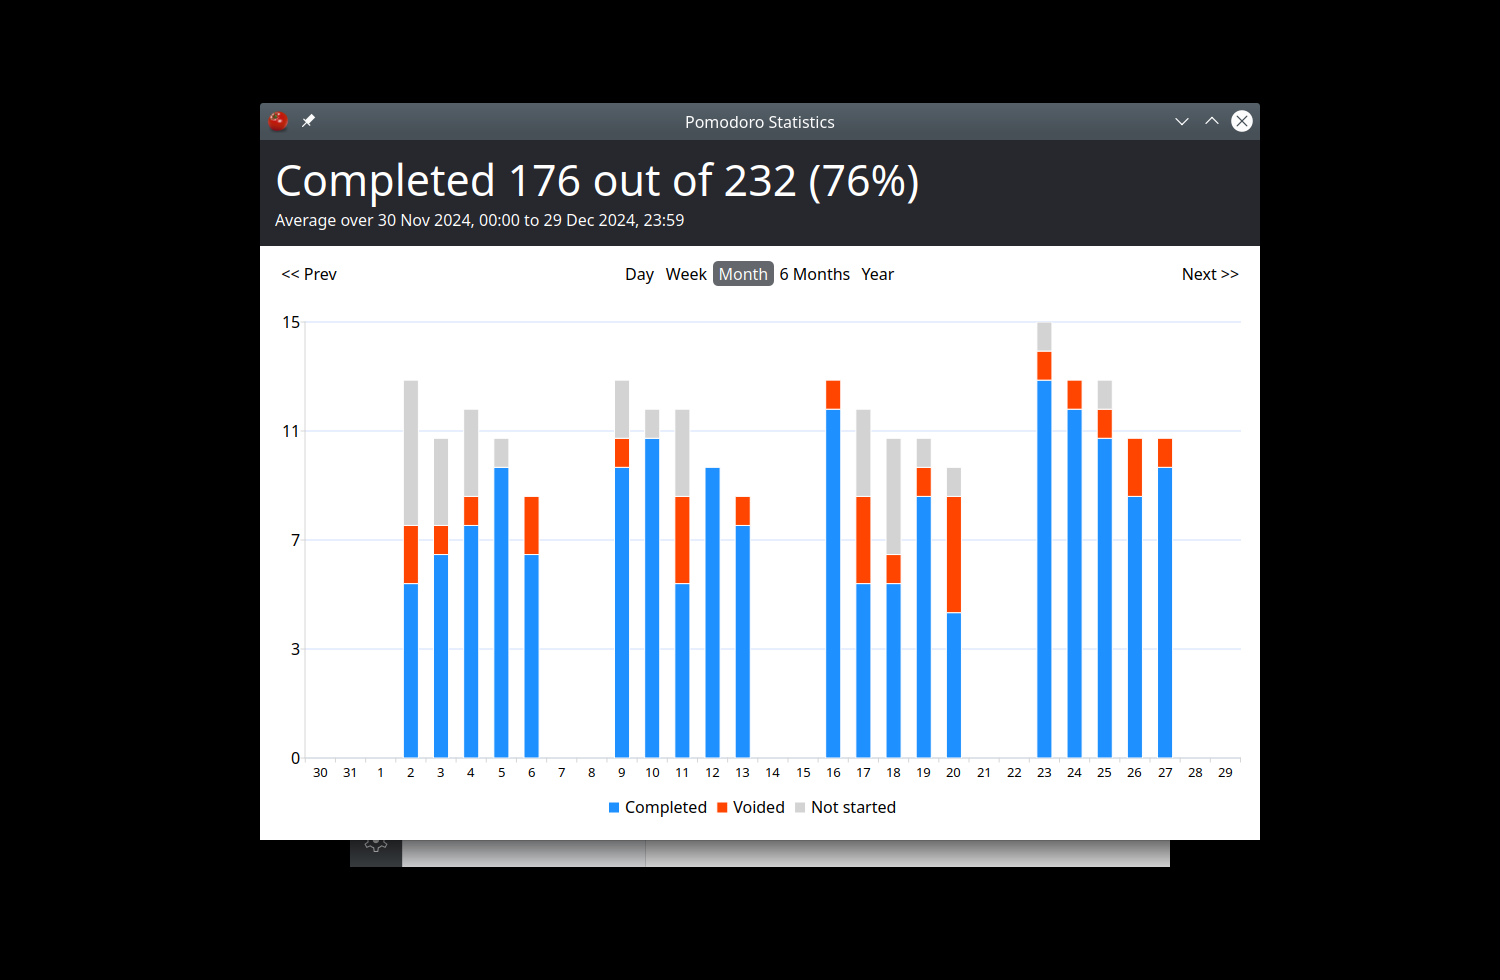 Pomodoro Statistics
Completed 176 out of 232 (76%)
Average over 30 Nov 2024, 00:00 to 29 Dec 2024, 23:59
<< Prev Day Week Month 6 Months Year Next >>
15
11
7
3
0
30 31 1 2 3 4 5 6 7 8 9 10 11 12 13 14 15 16 17 18 19 20 21 22 23 24 25 26 27 28 29
Completed Voided Not started